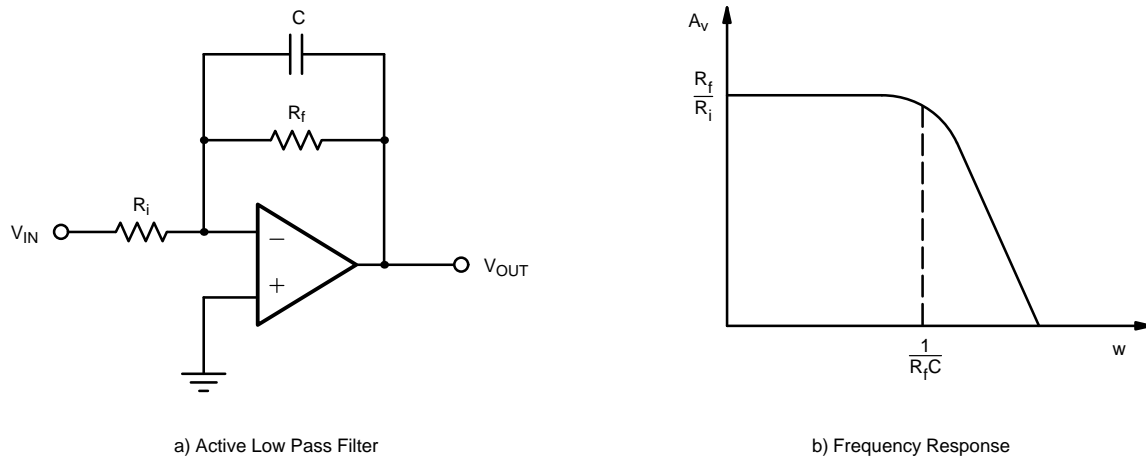 C
R_f
R_i
V_IN
−
+
V_OUT
a) Active Low Pass Filter
A_v
R_f
R_i
1
R_fC
w
b) Frequency Response